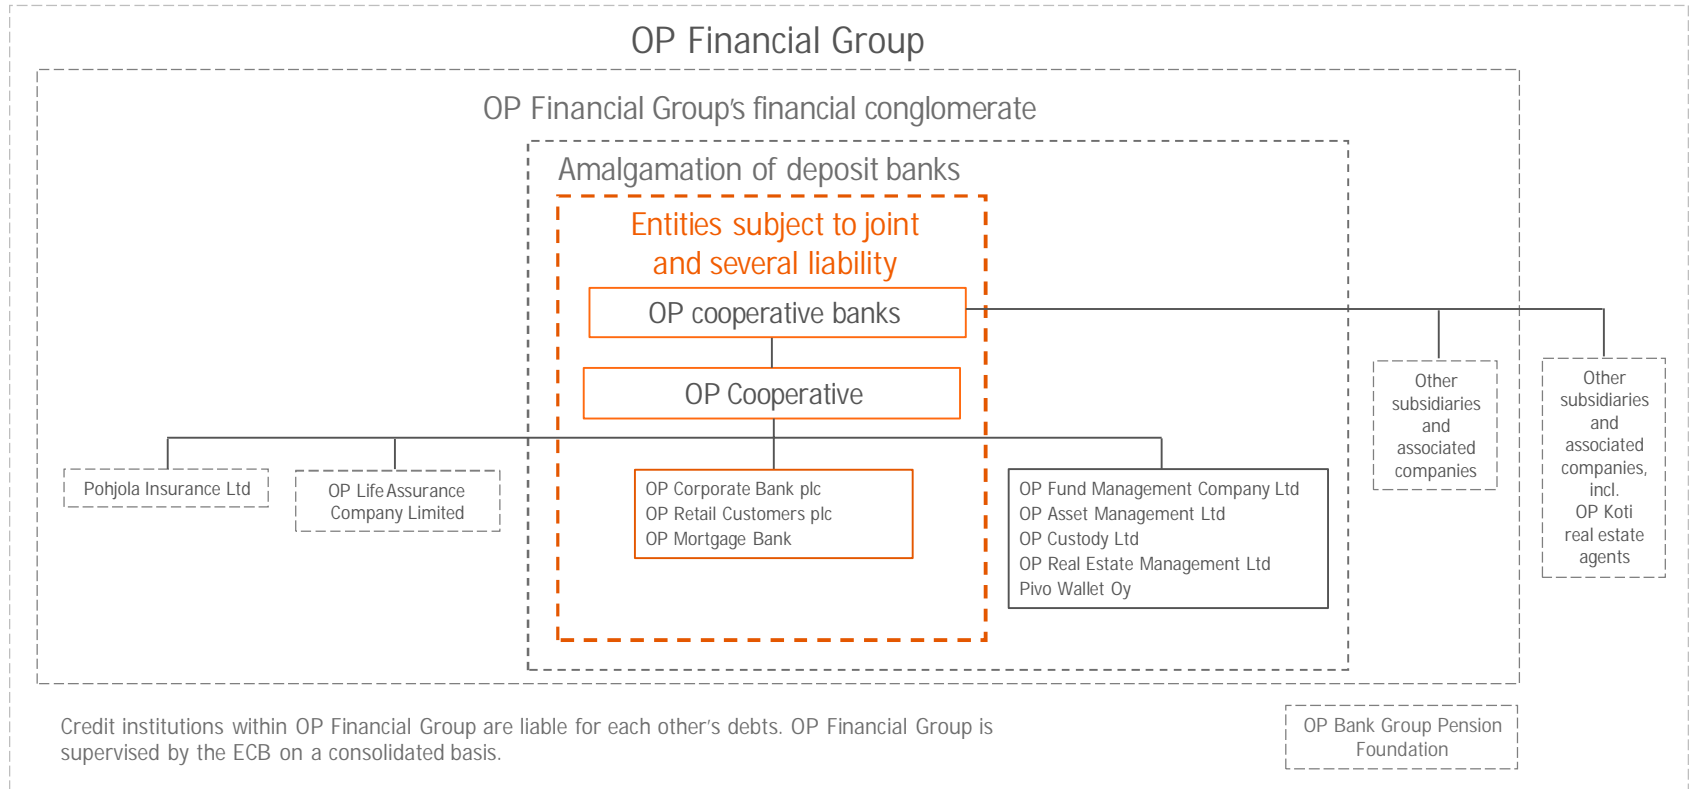 OP Financial Group
OP Financial Group's financial conglomerate
Amalgamation of deposit banks
Entities subject to joint
and several liability
OP cooperative banks
OP Cooperative
Pohjola Insurance Ltd
OP Life Assurance
Company Limited
OP Corporate Bank plc
OP Retail Customers plc
OP Mortgage Bank
OP Fund Management Company Ltd
OP Asset Management Ltd
OP Custody Ltd
OP Real Estate Management Ltd
Pivo Wallet Oy
Other
subsidiaries
and
associated
companies
Other
subsidiaries
and
associated
companies,
incl.
OP Koti
real estate
agents
Credit institutions within OP Financial Group are liable for each other's debts. OP Financial Group is
supervised by the ECB on a consolidated basis.
OP Bank Group Pension
Foundation